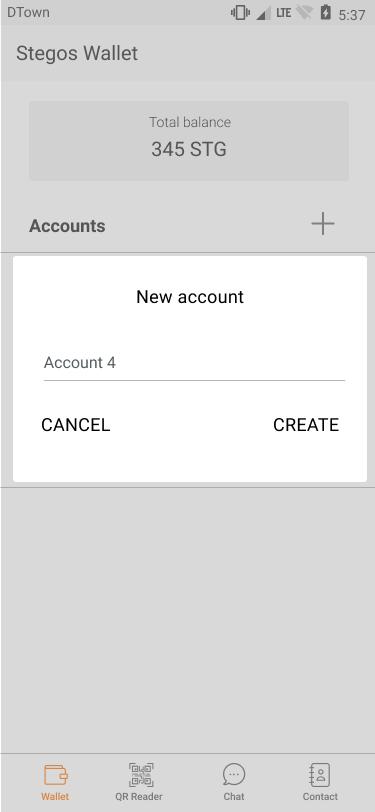 DTown LTE 5:37
Stegos Wallet
Total balance
345 STG
Accounts
New account
Account 4
CANCEL CREATE
Wallet QR Reader Chat Contact